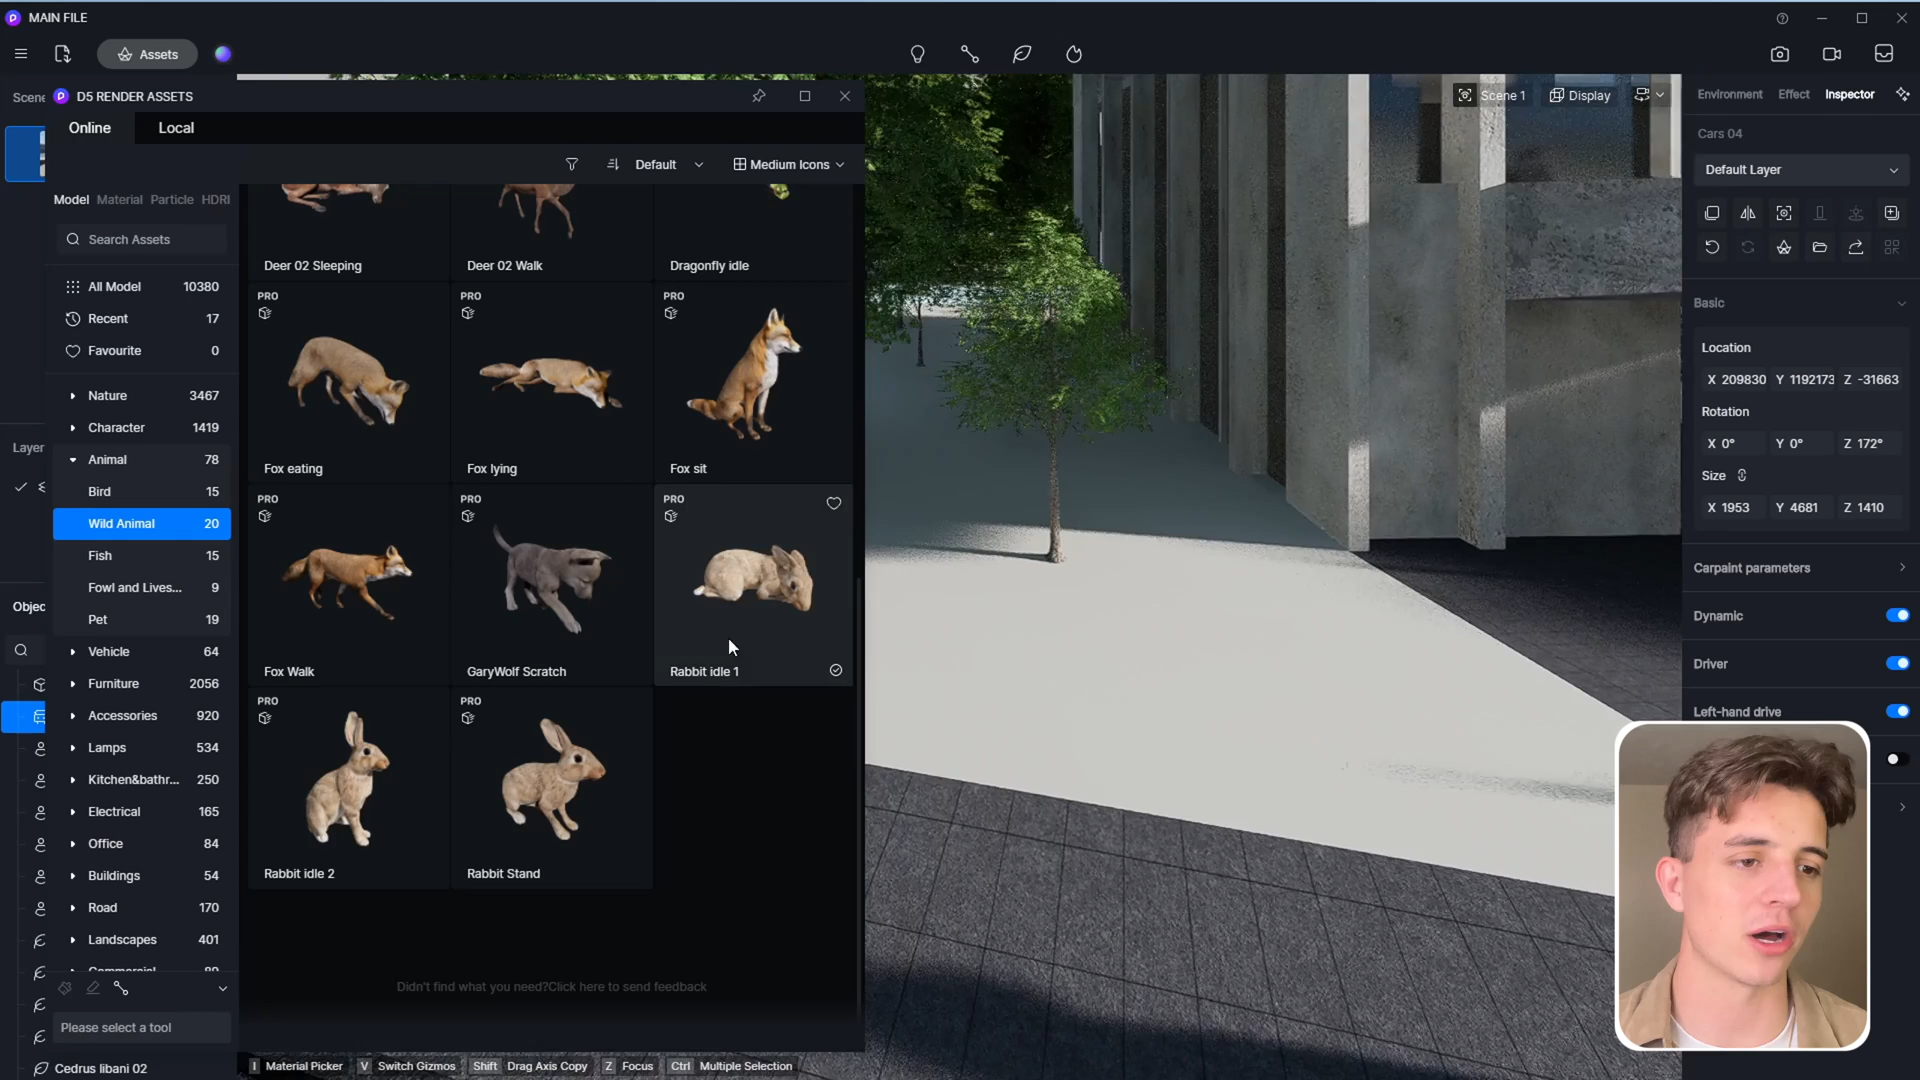 MAIN FILE
Assets
Scene
D5 RENDER ASSETS
Online
Local
Default
Medium Icons
Model
Material
Particle
HDRI
Search Assets
All Model 10380
Recent 17
Favourite 0
Nature 3467
Character 1419
Layer
Animal 78
Bird 15
Wild Animal 20
Fish 15
Fowl and Lives... 9
Objec
Pet 19
Vehicle 64
Furniture 2056
Accessories 920
Lamps 534
Kitchen&bathr... 250
Electrical 165
Office 84
Buildings 54
Road 170
Landscapes 401
Commercial 89
Please select a tool
Cedrus libani 02
Deer 02 Sleeping
Deer 02 Walk
Dragonfly idle
PRO
PRO
PRO
Fox eating
Fox lying
Fox sit
PRO
PRO
PRO
Fox Walk
GaryWolf Scratch
Rabbit idle 1
PRO
PRO
Rabbit idle 2
Rabbit Stand
Didn't find what you need?Click here to send feedback
I Material Picker V Switch Gizmos Shift Drag Axis Copy Z Focus Ctrl Multiple Selection
Scene 1
Display
Environment
Effect
Inspector
Cars 04
Default Layer
Basic
Location
X 209830 Y 1192173 Z -31663
Rotation
X 0° Y 0° Z 172°
Size
X 1953 Y 4681 Z 1410
Carpaint parameters
Dynamic
Driver
Left-hand drive